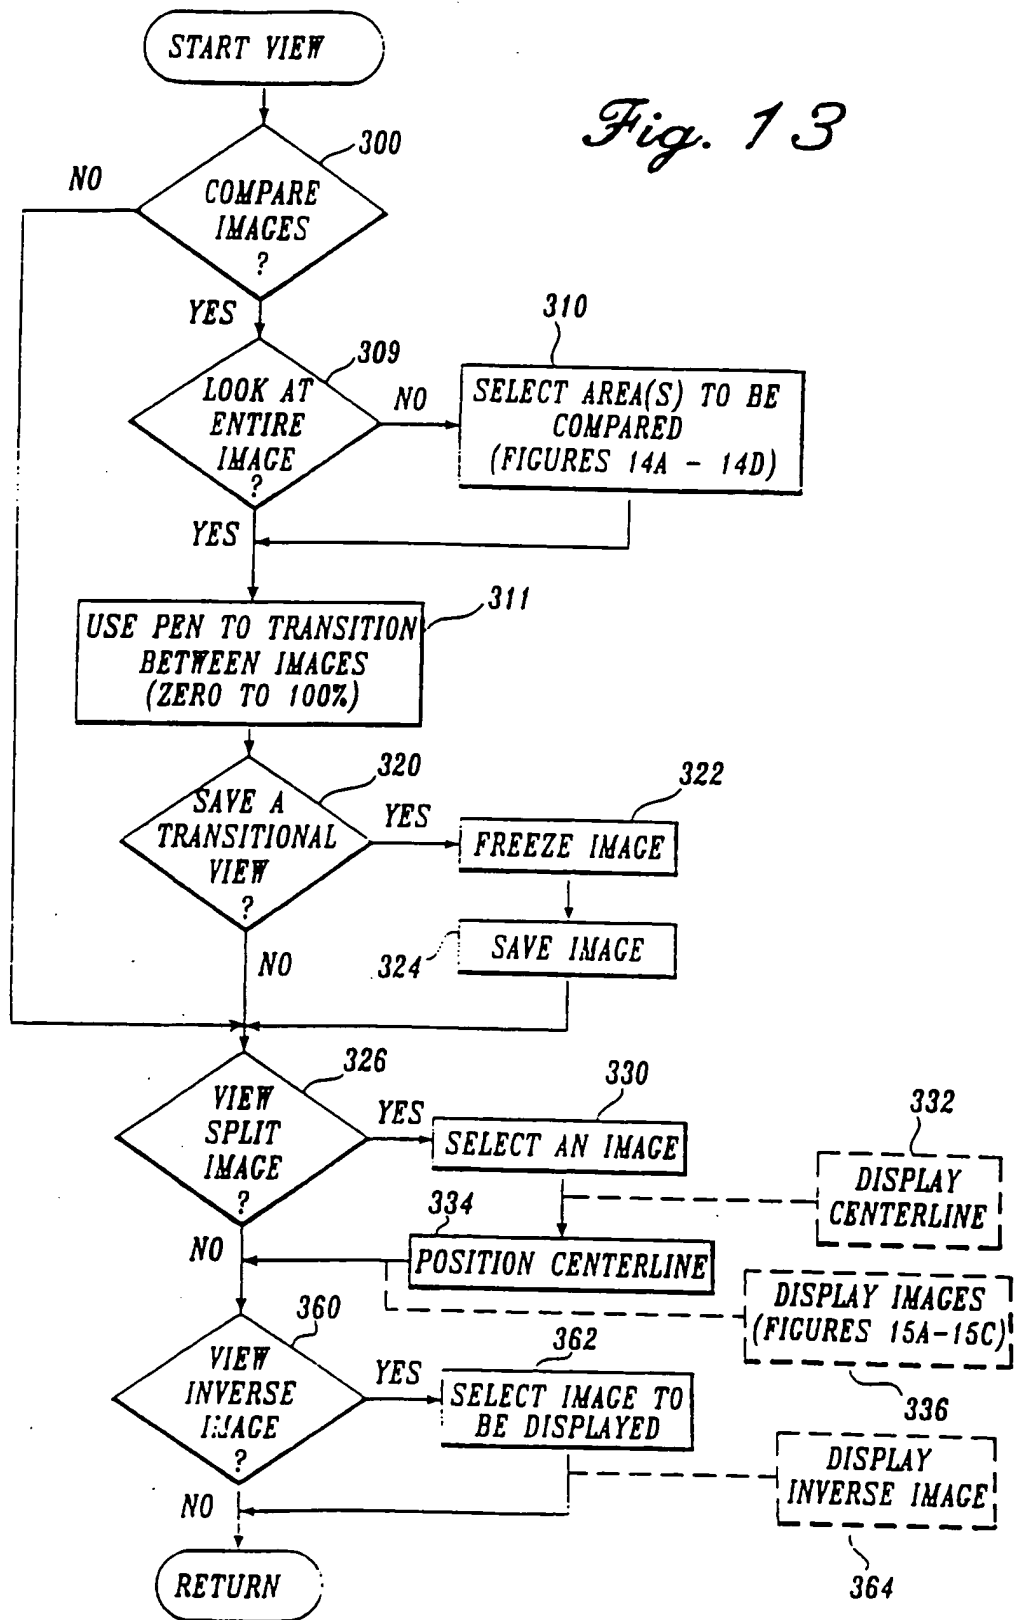 START VIEW
Fig. 13
300
NO
COMPARE
IMAGES
?
YES
310
309
LOOK AT
ENTIRE
IMAGE
?
NO
SELECT AREA(S) TO BE
COMPARED
(FIGURES 14A - 14D)
YES
311
USE PEN TO TRANSITION
BETWEEN IMAGES
(ZERO TO 100%)
320
SAVE A
TRANSITIONAL
VIEW
?
YES
322
FREEZE IMAGE
324
SAVE IMAGE
NO
326
VIEW
SPLIT
IMAGE
?
YES
330
SELECT AN IMAGE
332
DISPLAY
CENTERLINE
334
POSITION CENTERLINE
NO
DISPLAY IMAGES
(FIGURES 15A-15C)
336
360
VIEW
INVERSE
IMAGE
?
YES
362
SELECT IMAGE TO
BE DISPLAYED
DISPLAY
INVERSE IMAGE
364
NO
RETURN